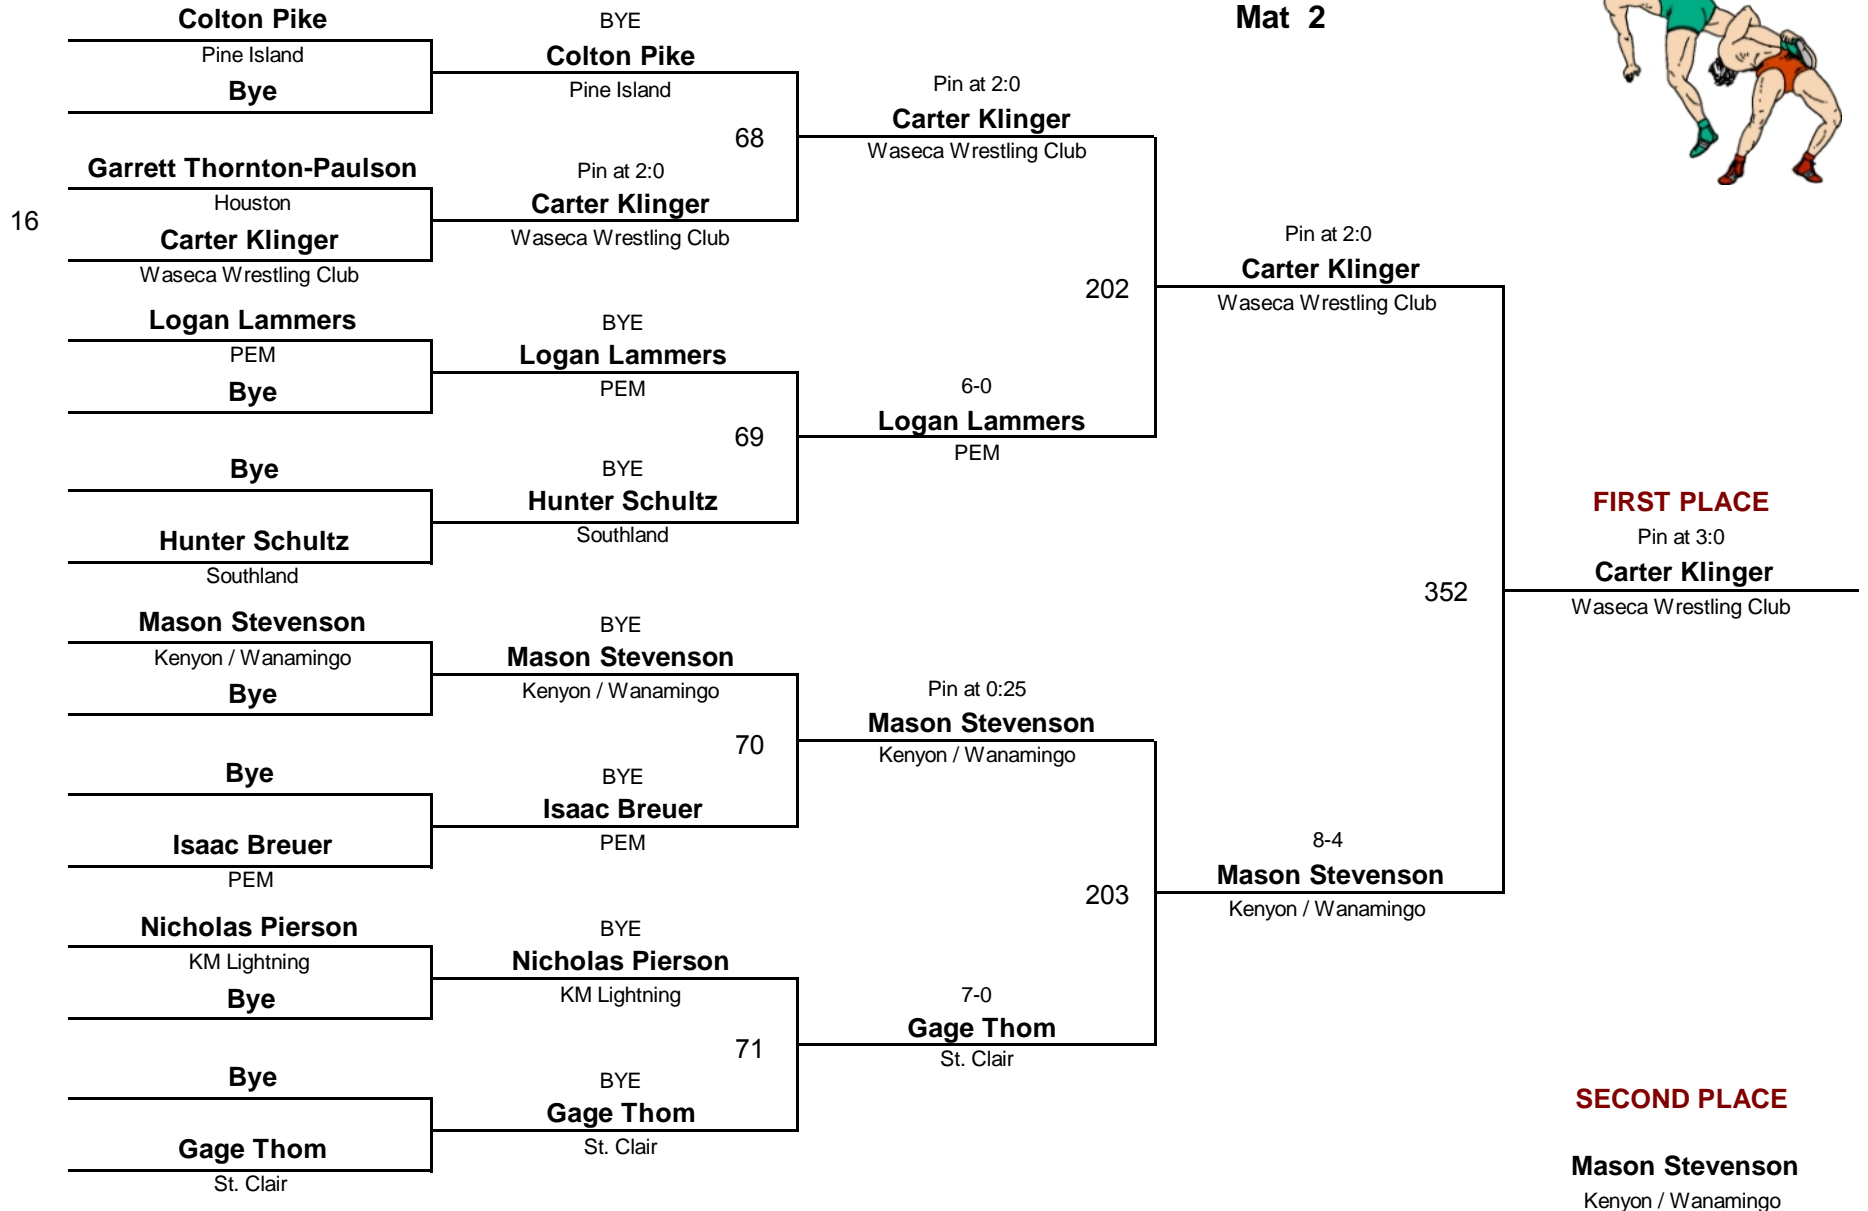 Mat 2
Colton Pike
Pine Island
Bye
16
Garrett Thornton-Paulson
Houston
Carter Klinger
Waseca Wrestling Club
Logan Lammers
PEM
Bye
Bye
Hunter Schultz
Southland
Mason Stevenson
Kenyon / Wanamingo
Bye
Bye
Isaac Breuer
PEM
Nicholas Pierson
KM Lightning
Bye
Bye
Gage Thom
St. Clair
BYE
Colton Pike
Pine Island
68
Pin at 2:0
Carter Klinger
Waseca Wrestling Club
BYE
Logan Lammers
PEM
69
BYE
Hunter Schultz
Southland
BYE
Mason Stevenson
Kenyon / Wanamingo
70
BYE
Isaac Breuer
PEM
BYE
Nicholas Pierson
KM Lightning
71
BYE
Gage Thom
St. Clair
Pin at 2:0
Carter Klinger
Waseca Wrestling Club
202
6-0
Logan Lammers
PEM
Pin at 0:25
Mason Stevenson
Kenyon / Wanamingo
203
7-0
Gage Thom
St. Clair
Pin at 2:0
Carter Klinger
Waseca Wrestling Club
352
8-4
Mason Stevenson
Kenyon / Wanamingo
FIRST PLACE
Pin at 3:0
Carter Klinger
Waseca Wrestling Club
SECOND PLACE
Mason Stevenson
Kenyon / Wanamingo